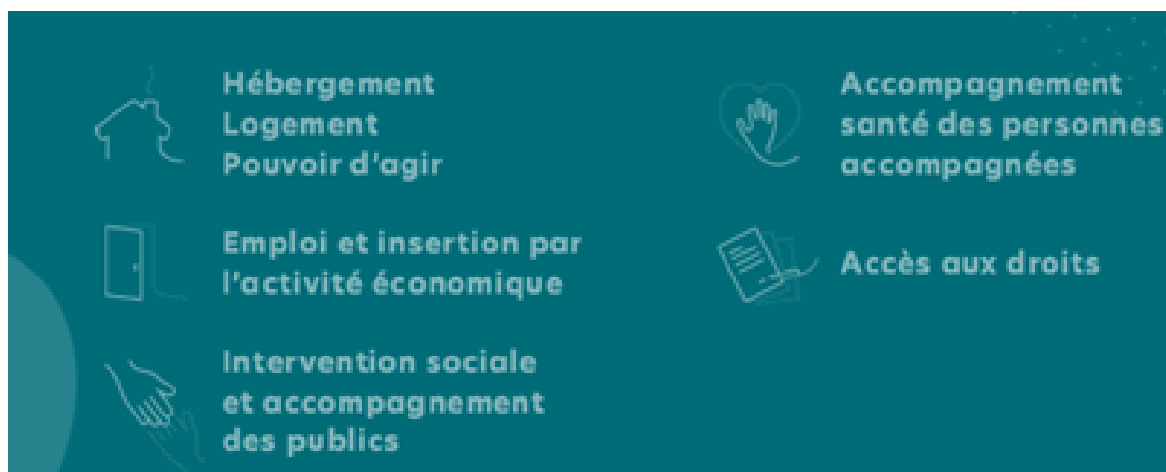 Hébergement
Logement
Pouvoir d'agir
Emploi et insertion par
l'activité économique
Intervention sociale
et accompagnement
des publics
Accompagnement
santé des personnes
accompagnées
Accès aux droits